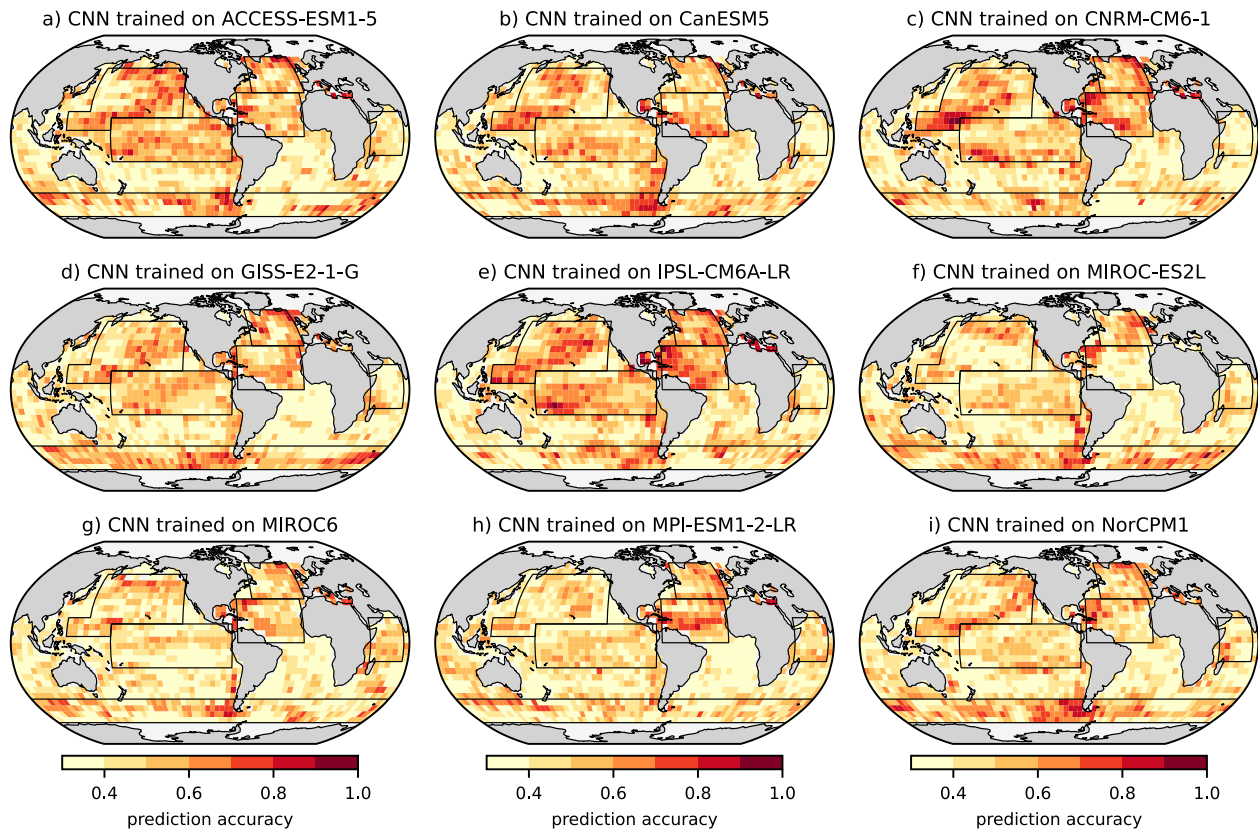 a) CNN trained on ACCESS-ESM1-5
b) CNN trained on CanESM5
c) CNN trained on CNRM-CM6-1
d) CNN trained on GISS-E2-1-G
e) CNN trained on IPSL-CM6A-LR
f) CNN trained on MIROC-ES2L
g) CNN trained on MIROC6
h) CNN trained on MPI-ESM1-2-LR
i) CNN trained on NorCPM1
0.4 0.6 0.8 1.0
prediction accuracy
0.4 0.6 0.8 1.0
prediction accuracy
0.4 0.6 0.8 1.0
prediction accuracy